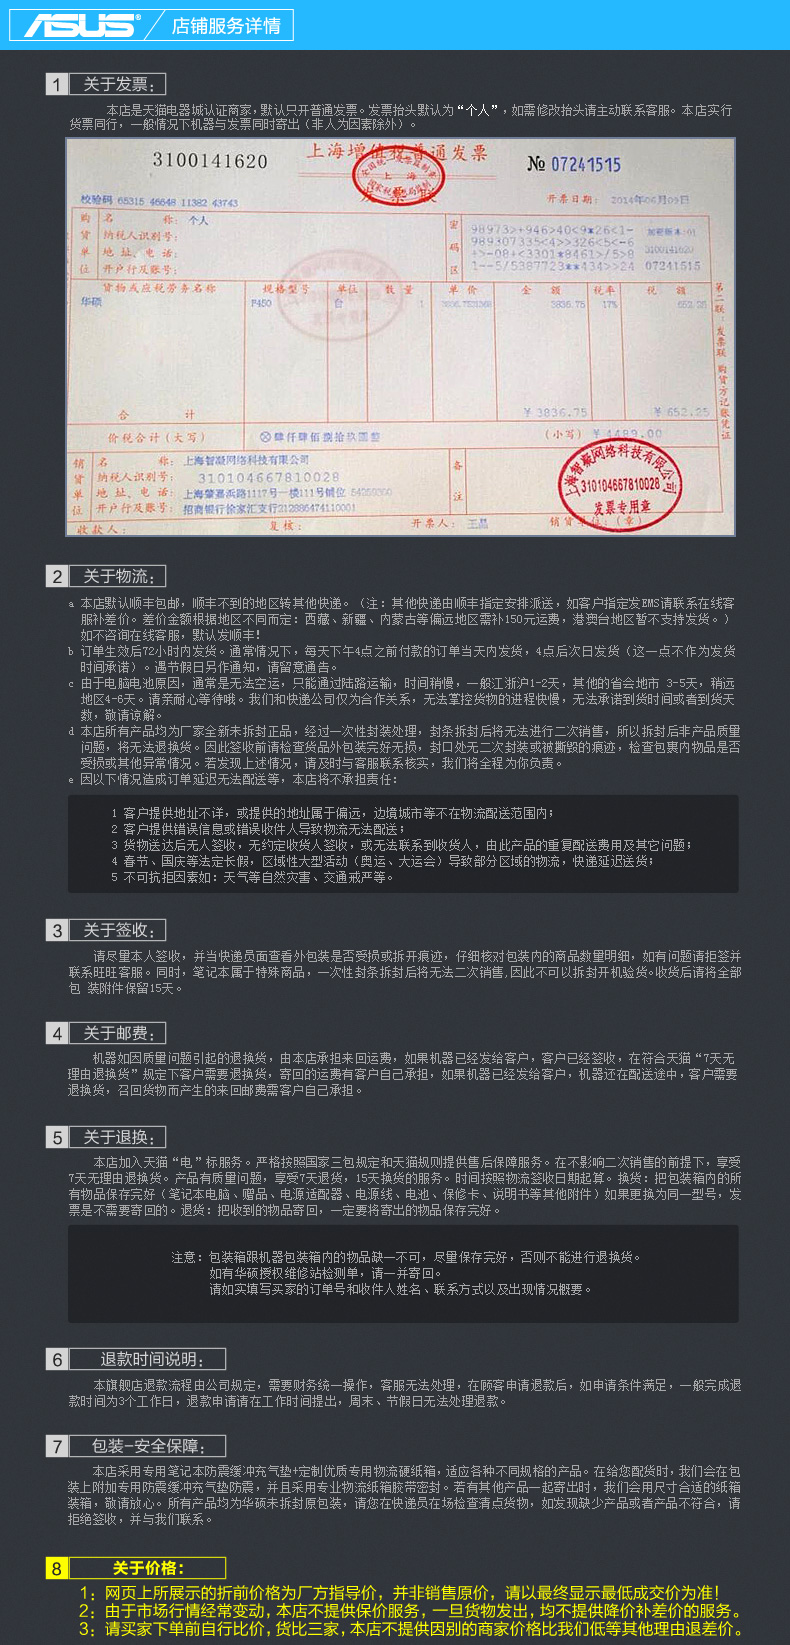 ASUS® 店铺服务详情
1 关于发票：
本店是天猫电器城认证商家,默认只开普通发票。发票抬头默认为“个人”,如需修改抬头请主动联系客服。本店实行
货票同行，一般情况下机器与发票同时寄出（非人为因素除外）。
3100141620 上海增值税普通发票 № 07241515
校验码 65315 46648 11382 43743 开票日期： 2014年06月09日
购货单位 名 称： 个人
纳税人识别号：
地 址、电 话：
开户行及账号：
密码区
98973>+946>40<9*26<1- 加密版本:01
989307335<4>>326<5<-6
+>-08+<3301*8461>/5>8 3100141620
1--5/5387723**434>>24 07241515
货物或应税劳务名称 规格型号 单位 数 量 单 价 金 额 税率 税 额
华硕 P450 台 1 3836.75 17% 652.25
第二联：发票联 购货方记账凭证
合 计 ￥3836.75 ￥652.25
价税合计（大写） ⊗肆仟肆佰捌拾玖圆整 （小写） ￥4489.00
销货单位 名 称： 上海智凝网络科技有限公司
纳税人识别号： 310104667810028
地 址、电 话： 上海肇嘉浜路1117号一楼111号铺位 54250300
开户行及账号： 招商银行徐家汇支行212886474110001
备注
上海智凝网络科技有限公司
310104667810028
发票专用章
收款人： 复核： 开票人： 王晶 销货单位：（章）
2 关于物流：
a 本店默认顺丰包邮，顺丰不到的地区转其他快递。（注：其他快递由顺丰指定安排派送，如客户指定发EMS请联系在线客
服补差价。差价金额根据地区不同而定：西藏、新疆、内蒙古等偏远地区需补150元运费，港澳台地区暂不支持发货。）
如不咨询在线客服，默认发顺丰！
b 订单生效后72小时内发货。通常情况下，每天下午4点之前付款的订单当天内发货，4点后次日发货（这一点不作为发货
时间承诺）。遇节假日另作通知，请留意通告。
c 由于电脑电池原因，通常是无法空运，只能通过陆路运输，时间稍慢，一般江浙沪1-2天，其他的省会地市 3-5天，稍远
地区4-6天。请亲耐心等待哦。我们和快递公司仅为合作关系，无法掌控货物的进程快慢，无法承诺到货时间或者到货天
数，敬请谅解。
d 本店所有产品均为厂家全新未拆封正品，经过一次性封装处理，封条拆封后将无法进行二次销售，所以拆封后非产品质量
问题，将无法退换货。因此签收前请检查货品外包装完好无损，封口处无二次封装或被撕毁的痕迹，检查包裹内物品是否
受损或其他异常情况。若发现上述情况，请及时与客服联系核实，我们将全程为你负责。
e 因以下情况造成订单延迟无法配送等，本店将不承担责任：
1 客户提供地址不详，或提供的地址属于偏远，边境城市等不在物流配送范围内；
2 客户提供错误信息或错误收件人导致物流无法配送；
3 货物送达后无人签收，无约定收货人签收，或无法联系到收货人，由此产品的重复配送费用及其它问题；
4 春节、国庆等法定长假，区域性大型活动（奥运、大运会）导致部分区域的物流，快递延迟送货；
5 不可抗拒因素如：天气等自然灾害、交通戒严等。
3 关于签收：
请尽量本人签收，并当快递员面查看外包装是否受损或拆开痕迹，仔细核对包装内的商品数量明细，如有问题请拒签并
联系旺旺客服。同时，笔记本属于特殊商品，一次性封条拆封后将无法二次销售,因此不可以拆封开机验货。收货后请将全部
包 装附件保留15天。
4 关于邮费：
机器如因质量问题引起的退换货，由本店承担来回运费，如果机器已经发给客户，客户已经签收，在符合天猫“7天无
理由退换货”规定下客户需要退换货，寄回的运费有客户自己承担，如果机器已经发给客户，机器还在配送途中，客户需要
退换货，召回货物而产生的来回邮费需客户自己承担。
5 关于退换：
本店加入天猫“电”标服务。严格按照国家三包规定和天猫规则提供售后保障服务。在不影响二次销售的前提下，享受
7天无理由退换货。产品有质量问题，享受7天退货，15天换货的服务。时间按照物流签收日期起算。换货：把包装箱内的所
有物品保存完好（笔记本电脑、赠品、电源适配器、电源线、电池、保修卡、说明书等其他附件）如果更换为同一型号，发
票是不需要寄回的。退货：把收到的物品寄回，一定要将寄出的物品保存完好。
注意：包装箱跟机器包装箱内的物品缺一不可，尽量保存完好，否则不能进行退换货。
如有华硕授权维修站检测单，请一并寄回。
请如实填写买家的订单号和收件人姓名、联系方式以及出现情况概要。
6 退款时间说明：
本旗舰店退款流程由公司规定，需要财务统一操作，客服无法处理，在顾客申请退款后，如申请条件满足，一般完成退
款时间为3个工作日，退款申请请在工作时间提出，周末、节假日无法处理退款。
7 包装-安全保障：
本店采用专用笔记本防震缓冲充气垫+定制优质专用物流硬纸箱，适应各种不同规格的产品。在给您配货时，我们会在包
装上附加专用防震缓冲充气垫防震，并且采用专业物流纸箱胶带密封。若有其他产品一起寄出时，我们会用尺寸合适的纸箱
装箱，敬请放心。所有产品均为华硕未拆封原包装，请您在快递员在场检查清点货物，如发现缺少产品或者产品不符合，请
拒绝签收，并与我们联系。
8 关于价格：
1：网页上所展示的折前价格为厂方指导价，并非销售原价，请以最终显示最低成交价为准！
2：由于市场行情经常变动，本店不提供保价服务，一旦货物发出，均不提供降价补差价的服务。
3：请买家下单前自行比价，货比三家，本店不提供因别的商家价格比我们低等其他理由退差价。